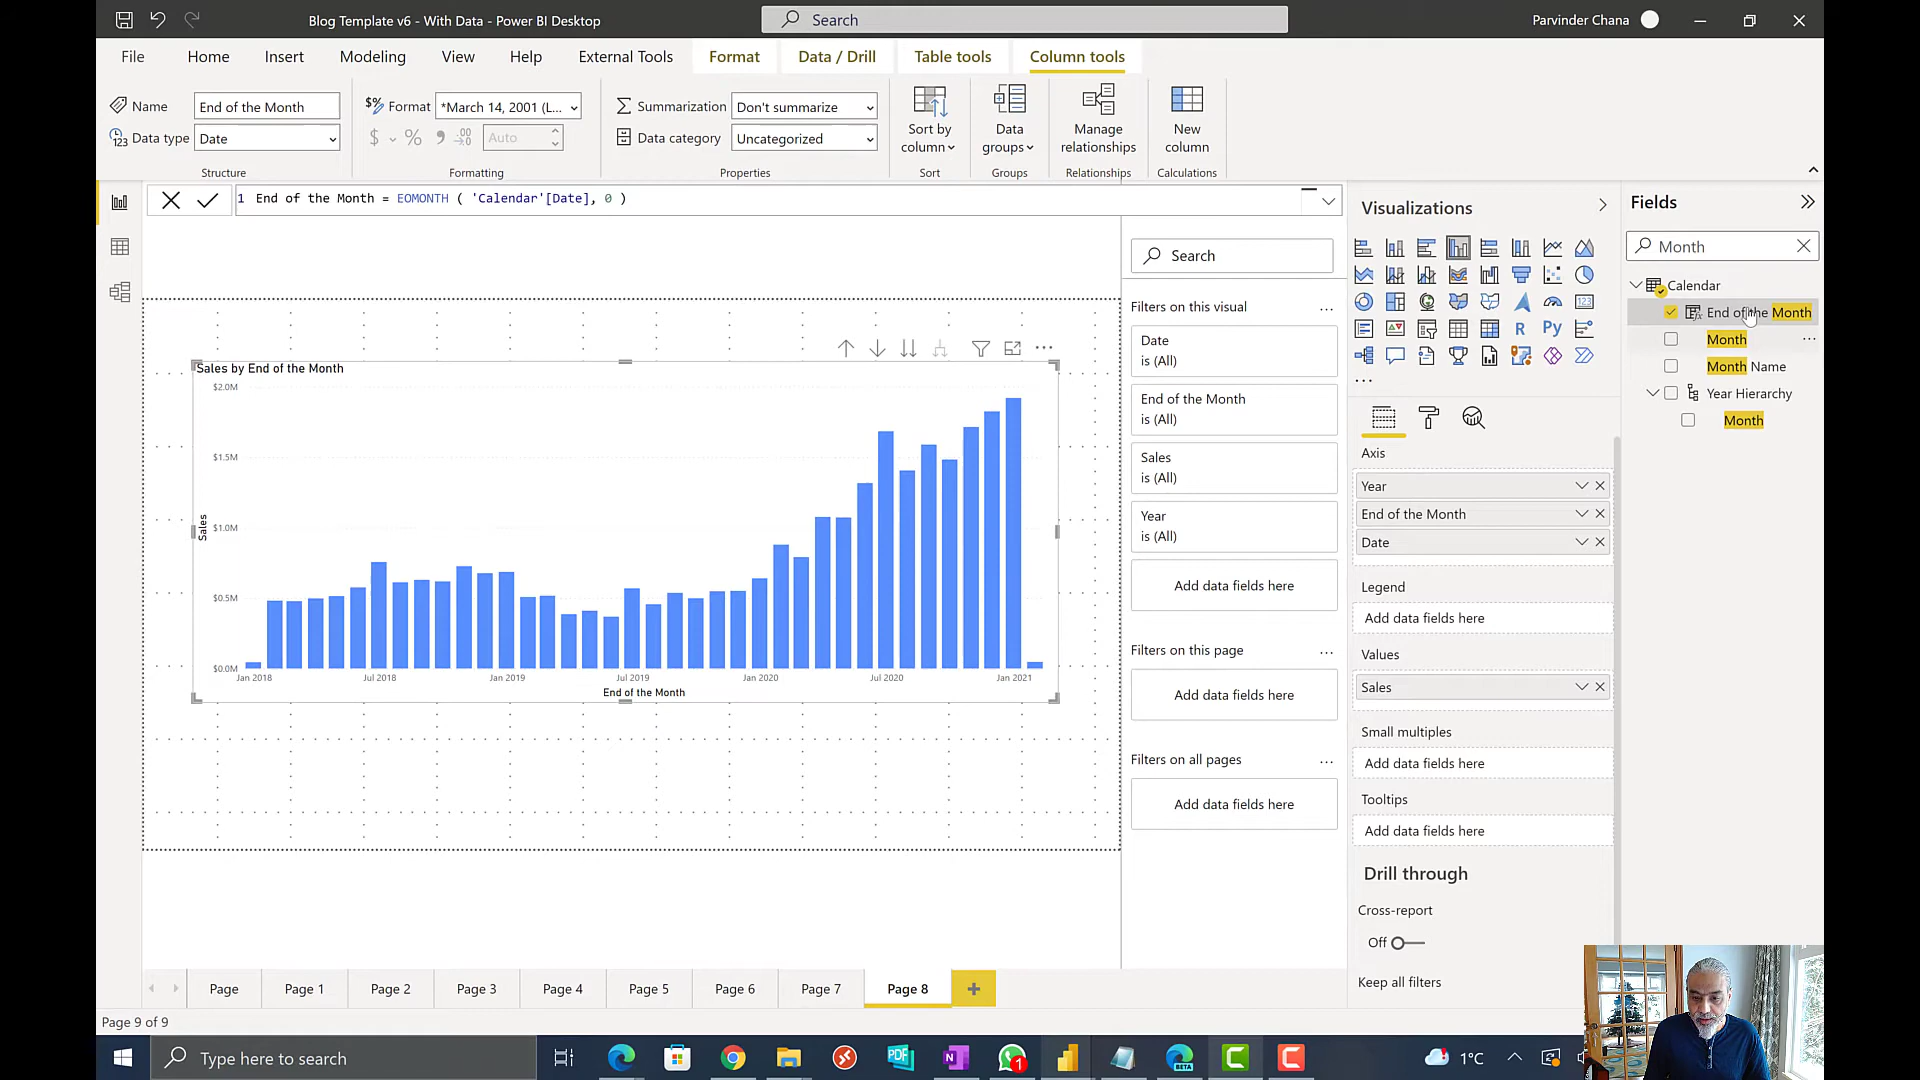 Blog Template v6 - With Data - Power BI Desktop
Search
Parvinder Chana
File
Home
Insert
Modeling
View
Help
External Tools
Format
Data / Drill
Table tools
Column tools
Name
End of the Month
Format
*March 14, 2001 (L...
Summarization
Don't summarize
Sort by
column
Data
groups
Manage
relationships
New
column
Data type
Date
$
%
Auto
Data category
Uncategorized
Structure
Formatting
Properties
Sort
Groups
Relationships
Calculations
1 End of the Month = EOMONTH ( 'Calendar'[Date], 0 )
Sales by End of the Month
$2.0M
$1.5M
$1.0M
$0.5M
$0.0M
Sales
Jan 2018
Jul 2018
Jan 2019
Jul 2019
Jan 2020
Jul 2020
Jan 2021
End of the Month
Search
Filters on this visual
...
Date
is (All)
End of the Month
is (All)
Sales
is (All)
Year
is (All)
Add data fields here
Filters on this page
...
Add data fields here
Filters on all pages
...
Add data fields here
Visualizations
R
Py
...
Axis
Year
End of the Month
Date
Legend
Add data fields here
Values
Sales
Small multiples
Add data fields here
Tooltips
Add data fields here
Drill through
Cross-report
Off
Keep all filters
Fields
Month
Calendar
End of the Month
Month
...
Month Name
Year Hierarchy
Month
Page
Page 1
Page 2
Page 3
Page 4
Page 5
Page 6
Page 7
Page 8
Page 9 of 9
Type here to search
1°C